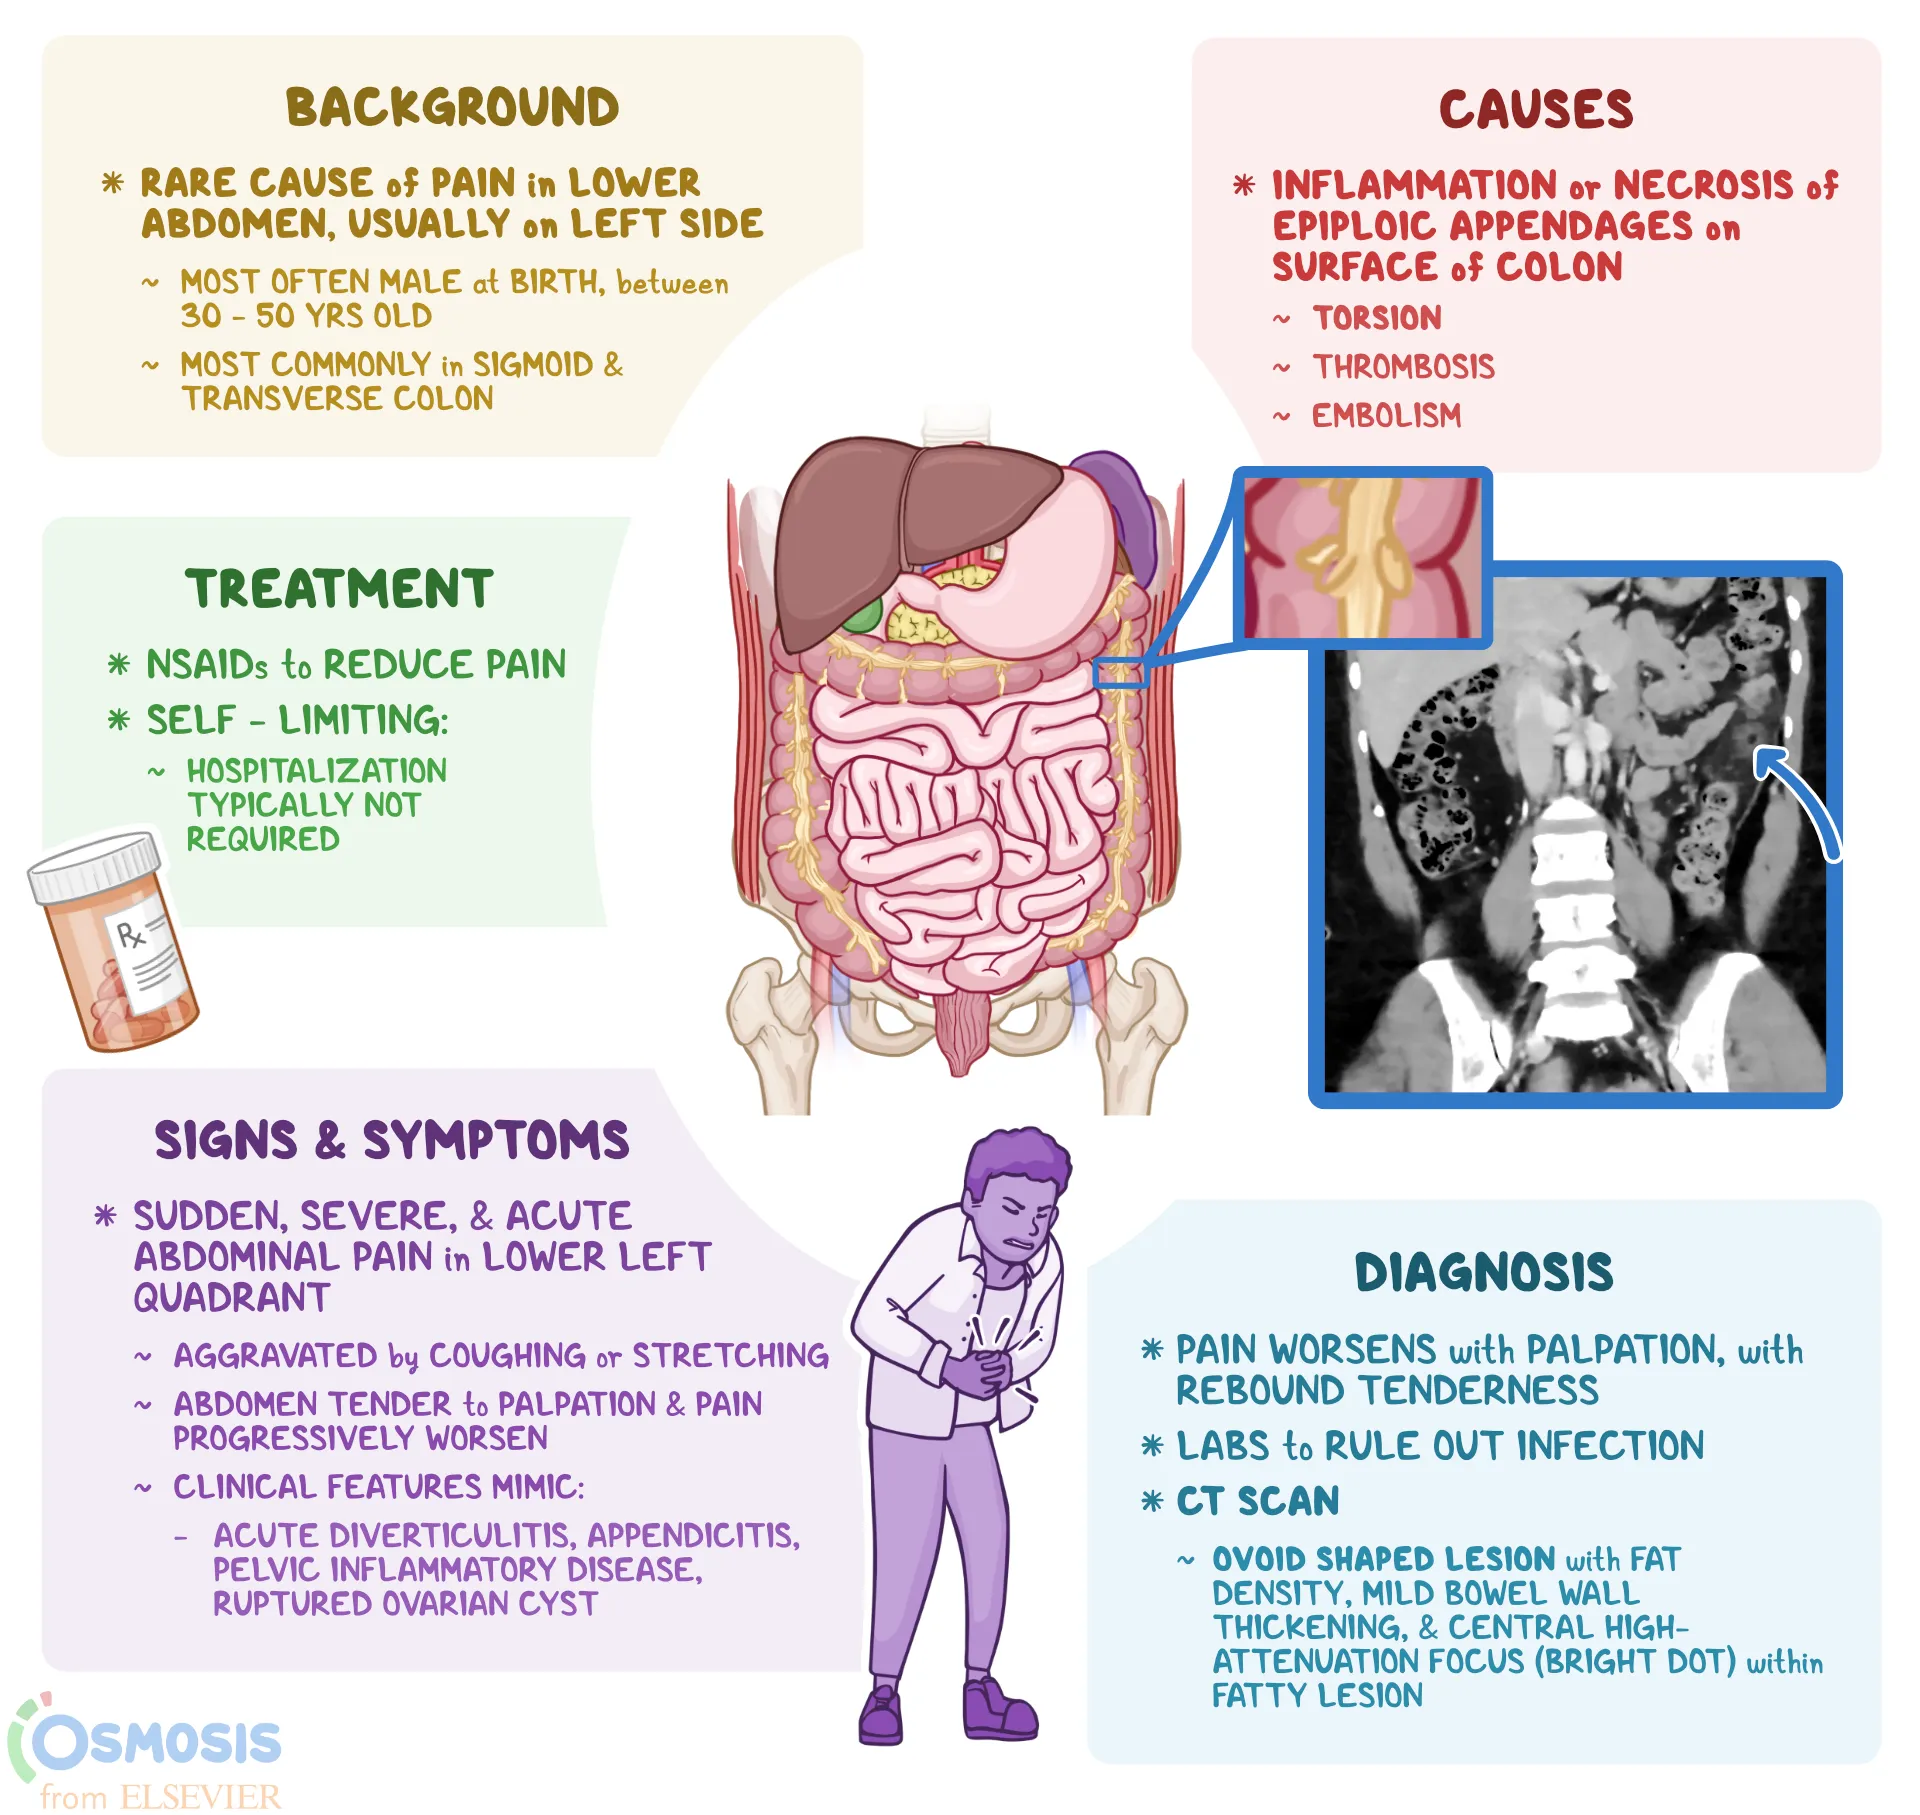 BACKGROUND
* RARE CAUSE of PAIN in LOWER
ABDOMEN, USUALLY on LEFT SIDE
~ MOST OFTEN MALE at BIRTH, between
30 - 50 YRS OLD
~ MOST COMMONLY in SIGMOID &
TRANSVERSE COLON
CAUSES
* INFLAMMATION or NECROSIS of
EPIPLOIC APPENDAGES on
SURFACE of COLON
~ TORSION
~ THROMBOSIS
~ EMBOLISM
TREATMENT
* NSAIDs to REDUCE PAIN
* SELF - LIMITING:
~ HOSPITALIZATION
TYPICALLY NOT
REQUIRED
Rx
SIGNS & SYMPTOMS
* SUDDEN, SEVERE, & ACUTE
ABDOMINAL PAIN in LOWER LEFT
QUADRANT
~ AGGRAVATED by COUGHING or STRETCHING
~ ABDOMEN TENDER to PALPATION & PAIN
PROGRESSIVELY WORSEN
~ CLINICAL FEATURES MIMIC:
- ACUTE DIVERTICULITIS, APPENDICITIS,
PELVIC INFLAMMATORY DISEASE,
RUPTURED OVARIAN CYST
DIAGNOSIS
* PAIN WORSENS with PALPATION, with
REBOUND TENDERNESS
* LABS to RULE OUT INFECTION
* CT SCAN
~ OVOID SHAPED LESION with FAT
DENSITY, MILD BOWEL WALL
THICKENING, & CENTRAL HIGH-
ATTENUATION FOCUS (BRIGHT DOT) within
FATTY LESION
OSMOSIS
from ELSEVIER